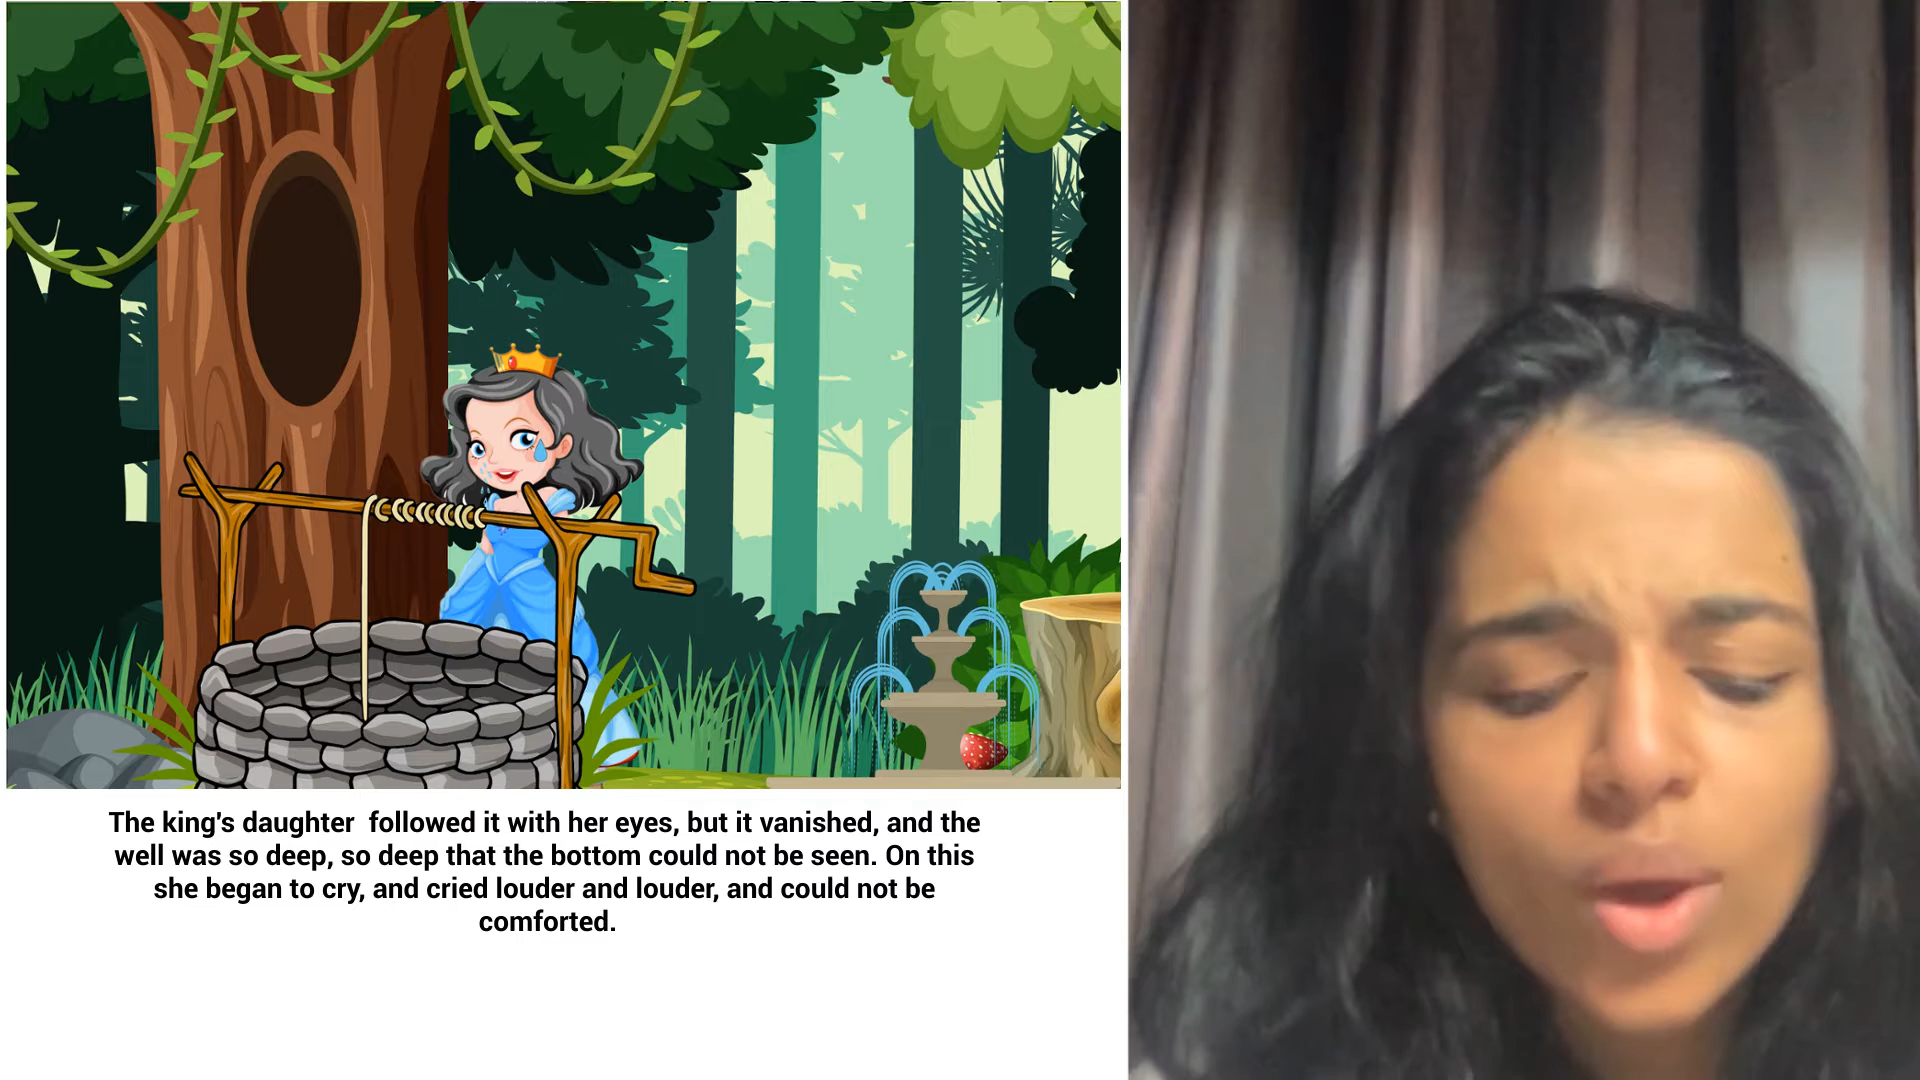 The king's daughter  followed it with her eyes, but it vanished, and the
well was so deep, so deep that the bottom could not be seen. On this
she began to cry, and cried louder and louder, and could not be
comforted.